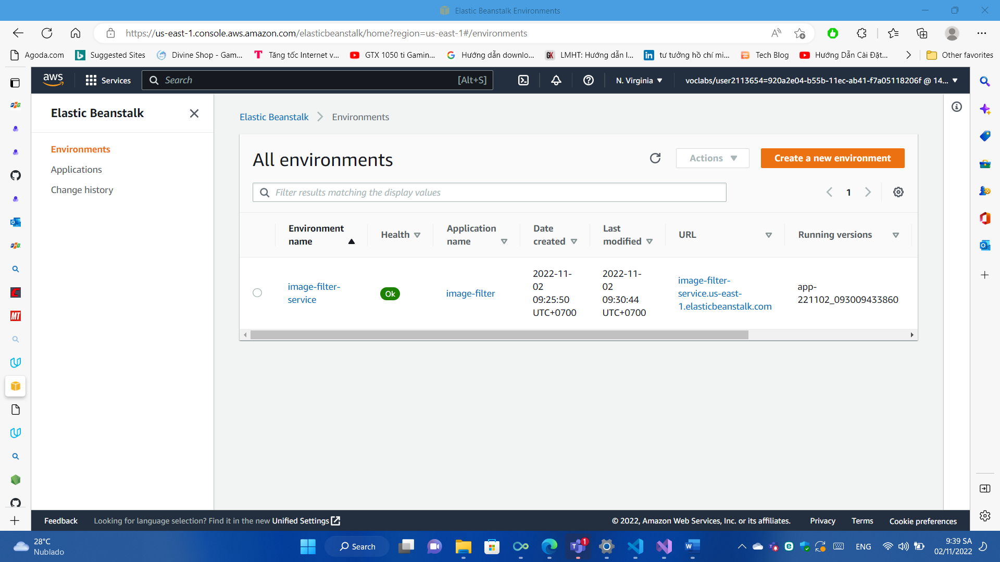 Elastic Beanstalk Environments
https://us-east-1.console.aws.amazon.com/elasticbeanstalk/home?region=us-east-1#/environments
Agoda.com
Suggested Sites
Divine Shop - Gam...
Tăng tốc Internet v...
GTX 1050 ti Gamin...
Hướng dẫn downlo...
LMHT: Hướng dẫn l...
tư tưởng hồ chí mi...
Tech Blog
Hướng Dẫn Cài Đặt...
Other favorites
aws
Services
Search
[Alt+S]
N. Virginia
voclabs/user2113654=920a2e04-b55b-11ec-ab41-f7a05118206f @ 14...
Elastic Beanstalk
Environments
Applications
Change history
Elastic Beanstalk
Environments
All environments
Actions
Create a new environment
Filter results matching the display values
1
Environment
name
Health
Application
name
Date
created
Last
modified
URL
Running versions
image-filter-
service
Ok
image-filter
2022-11-
02
09:25:50
UTC+0700
2022-11-
02
09:30:44
UTC+0700
image-filter-
service.us-east-
1.elasticbeanstalk.com
app-
221102_093009433860
Feedback
Looking for language selection? Find it in the new Unified Settings
© 2022, Amazon Web Services, Inc. or its affiliates.
Privacy
Terms
Cookie preferences
28°C
Nublado
Search
1
ENG
9:39 SA
02/11/2022